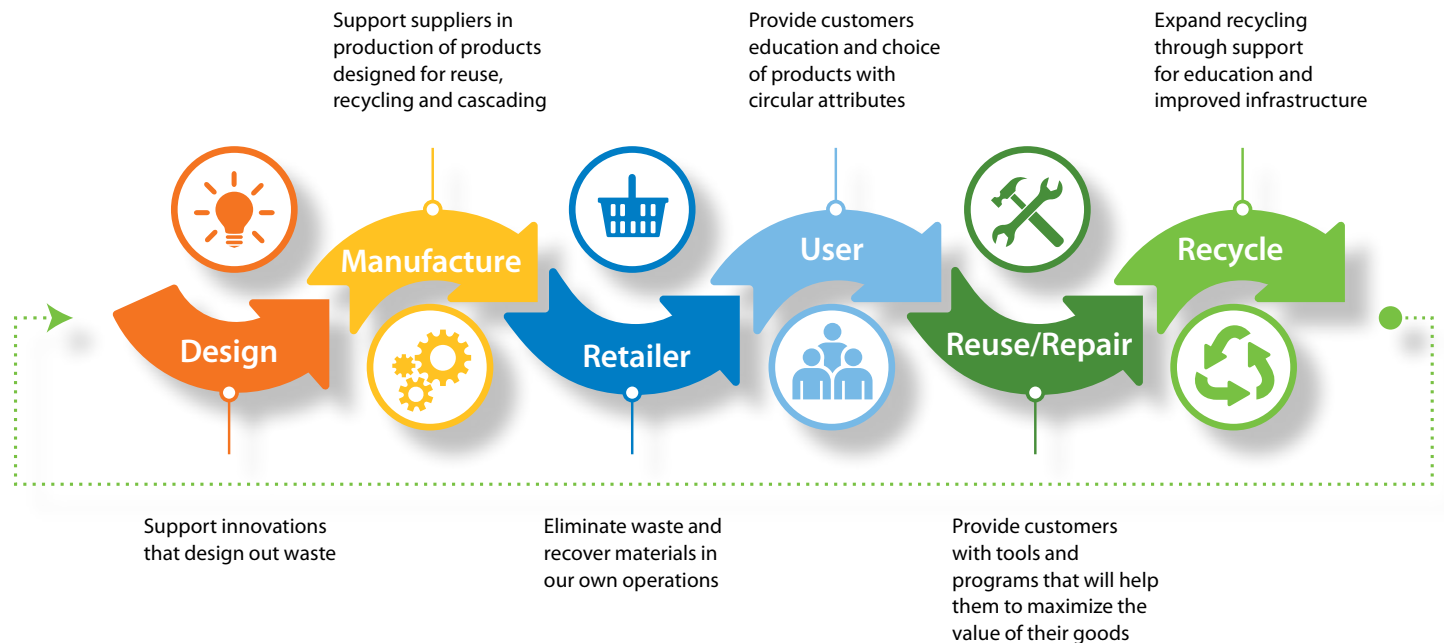 Support suppliers in
production of products
designed for reuse,
recycling and cascading
Provide customers
education and choice
of products with
circular attributes
Expand recycling
through support
for education and
improved infrastructure
Design
Manufacture
Retailer
User
Reuse/Repair
Recycle
Support innovations
that design out waste
Eliminate waste and
recover materials in
our own operations
Provide customers
with tools and
programs that will help
them to maximize the
value of their goods